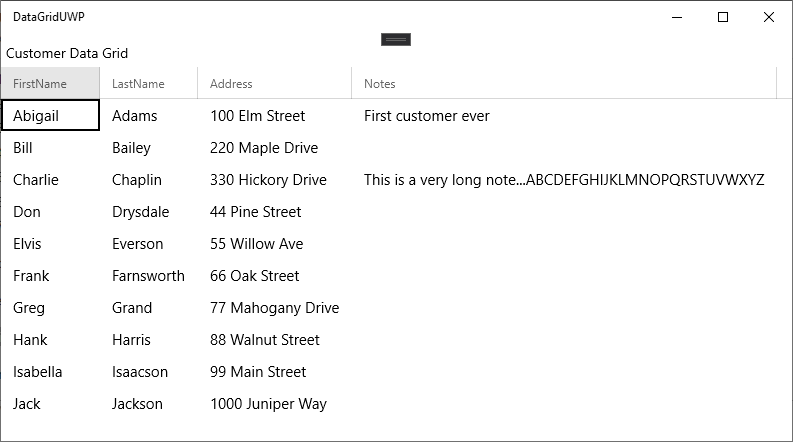 DataGridUWP
Customer Data Grid
FirstName LastName Address Notes
Abigail Adams 100 Elm Street First customer ever
Bill Bailey 220 Maple Drive
Charlie Chaplin 330 Hickory Drive This is a very long note...ABCDEFGHIJKLMNOPQRSTUVWXYZ
Don Drysdale 44 Pine Street
Elvis Everson 55 Willow Ave
Frank Farnsworth 66 Oak Street
Greg Grand 77 Mahogany Drive
Hank Harris 88 Walnut Street
Isabella Isaacson 99 Main Street
Jack Jackson 1000 Juniper Way